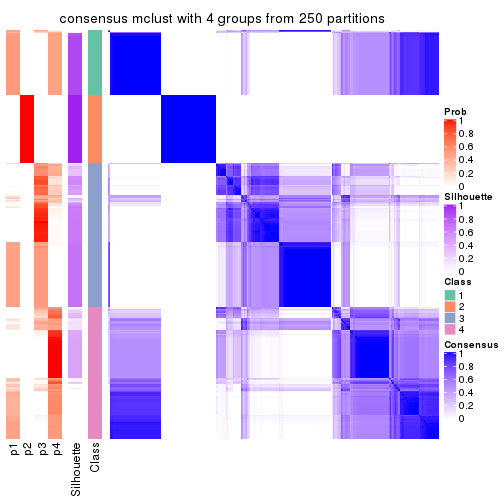 consensus mclust with 4 groups from 250 partitions
Prob
1
0.8
0.6
0.4
0.2
0
Silhouette
1
0.8
0.6
0.4
0.2
0
Class
1
2
3
4
Consensus
1
0.8
0.6
0.4
0.2
0
p1
p2
p3
p4
Silhouette
Class